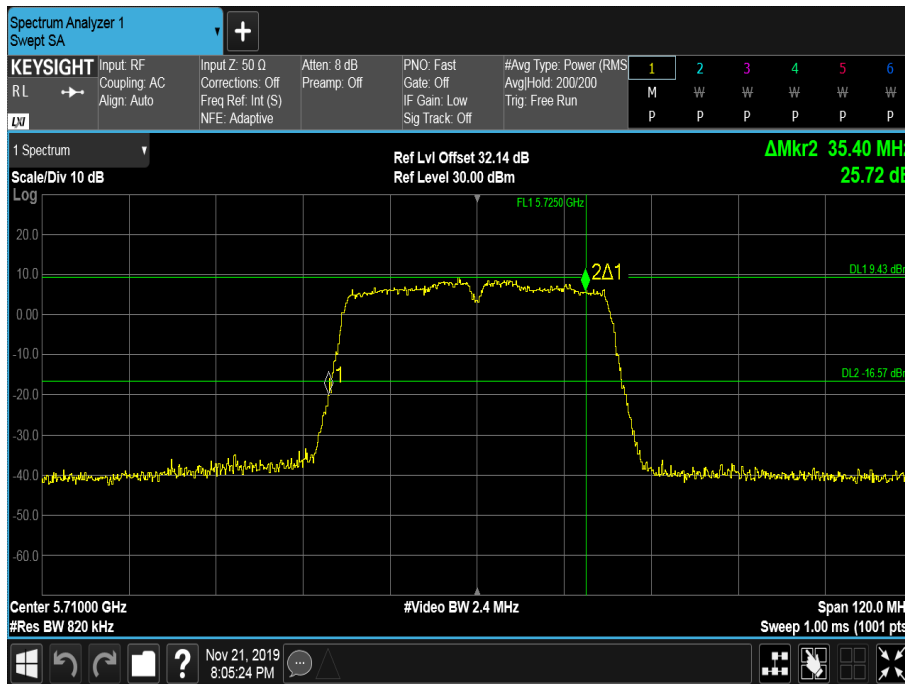 Spectrum Analyzer 1
Swept SA
KEYSIGHT
RL
LXI
Input: RF
Coupling: AC
Align: Auto
Input Z: 50 Ω
Corrections: Off
Freq Ref: Int (S)
NFE: Adaptive
Atten: 8 dB
Preamp: Off
PNO: Fast
Gate: Off
IF Gain: Low
Sig Track: Off
#Avg Type: Power (RMS
Avg|Hold: 200/200
Trig: Free Run
1 2 3 4 5 6
M W W W W W
P P P P P P
1 Spectrum
Scale/Div 10 dB
Log
Ref Lvl Offset 32.14 dB
Ref Level 30.00 dBm
ΔMkr2 35.40 MHz
25.72 dB
FL1 5.7250 GHz
20.0
10.0
2Δ1
DL1 9.43 dBm
0.00
-10.0
1
DL2 -16.57 dBm
-20.0
-30.0
-40.0
-50.0
-60.0
Center 5.71000 GHz
#Video BW 2.4 MHz
Span 120.0 MHz
#Res BW 820 kHz
Sweep 1.00 ms (1001 pts
?
Nov 21, 2019
8:05:24 PM